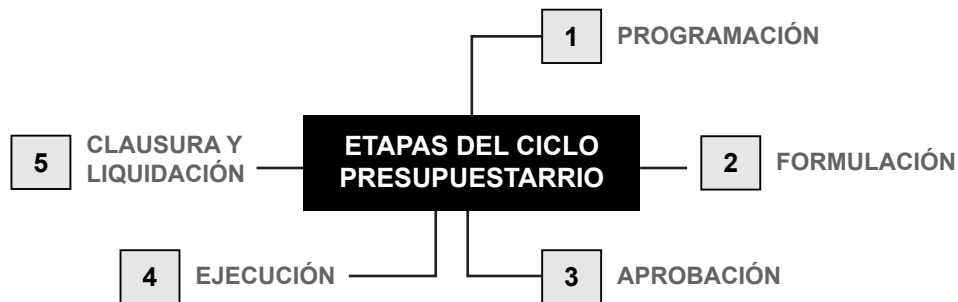 1 PROGRAMACIÓN
ETAPAS DEL CICLO
PRESUPUESTARRIO
2 FORMULACIÓN
3 APROBACIÓN
4 EJECUCIÓN
5 CLAUSURA Y
LIQUIDACIÓN